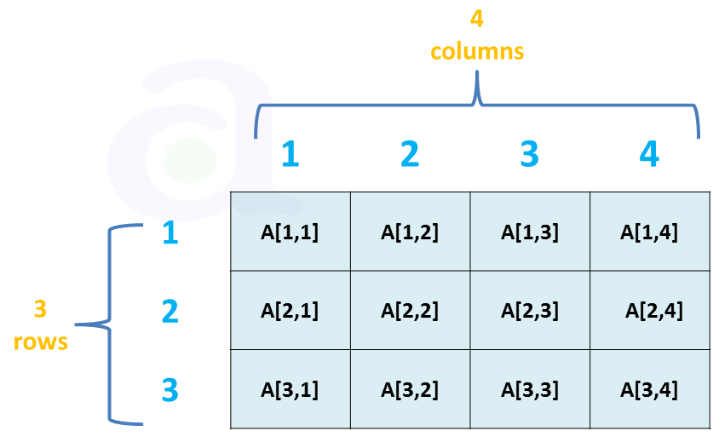 4
columns
1 2 3 4
1 A[1,1] A[1,2] A[1,3] A[1,4]
3
rows
2 A[2,1] A[2,2] A[2,3] A[2,4]
3 A[3,1] A[3,2] A[3,3] A[3,4]